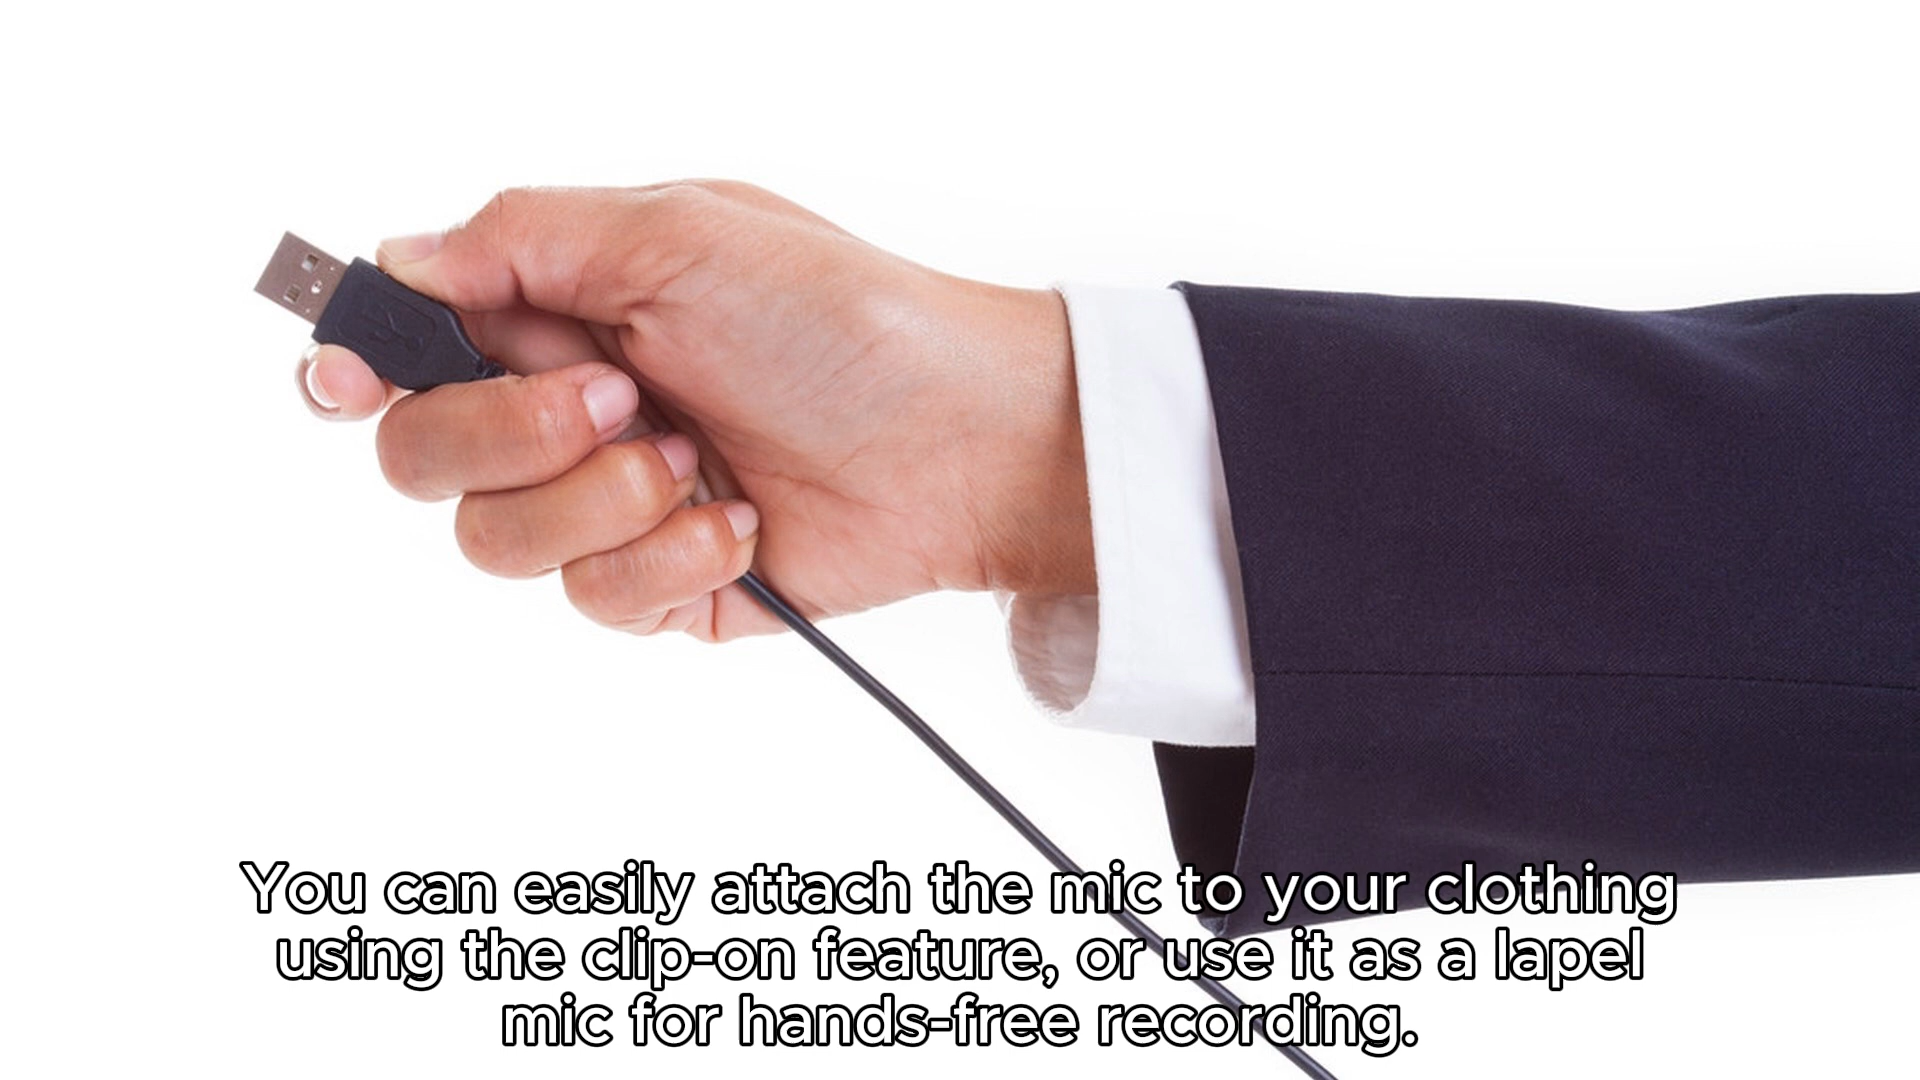 You can easily attach the mic to your clothing
using the clip-on feature, or use it as a lapel
mic for hands-free recording.